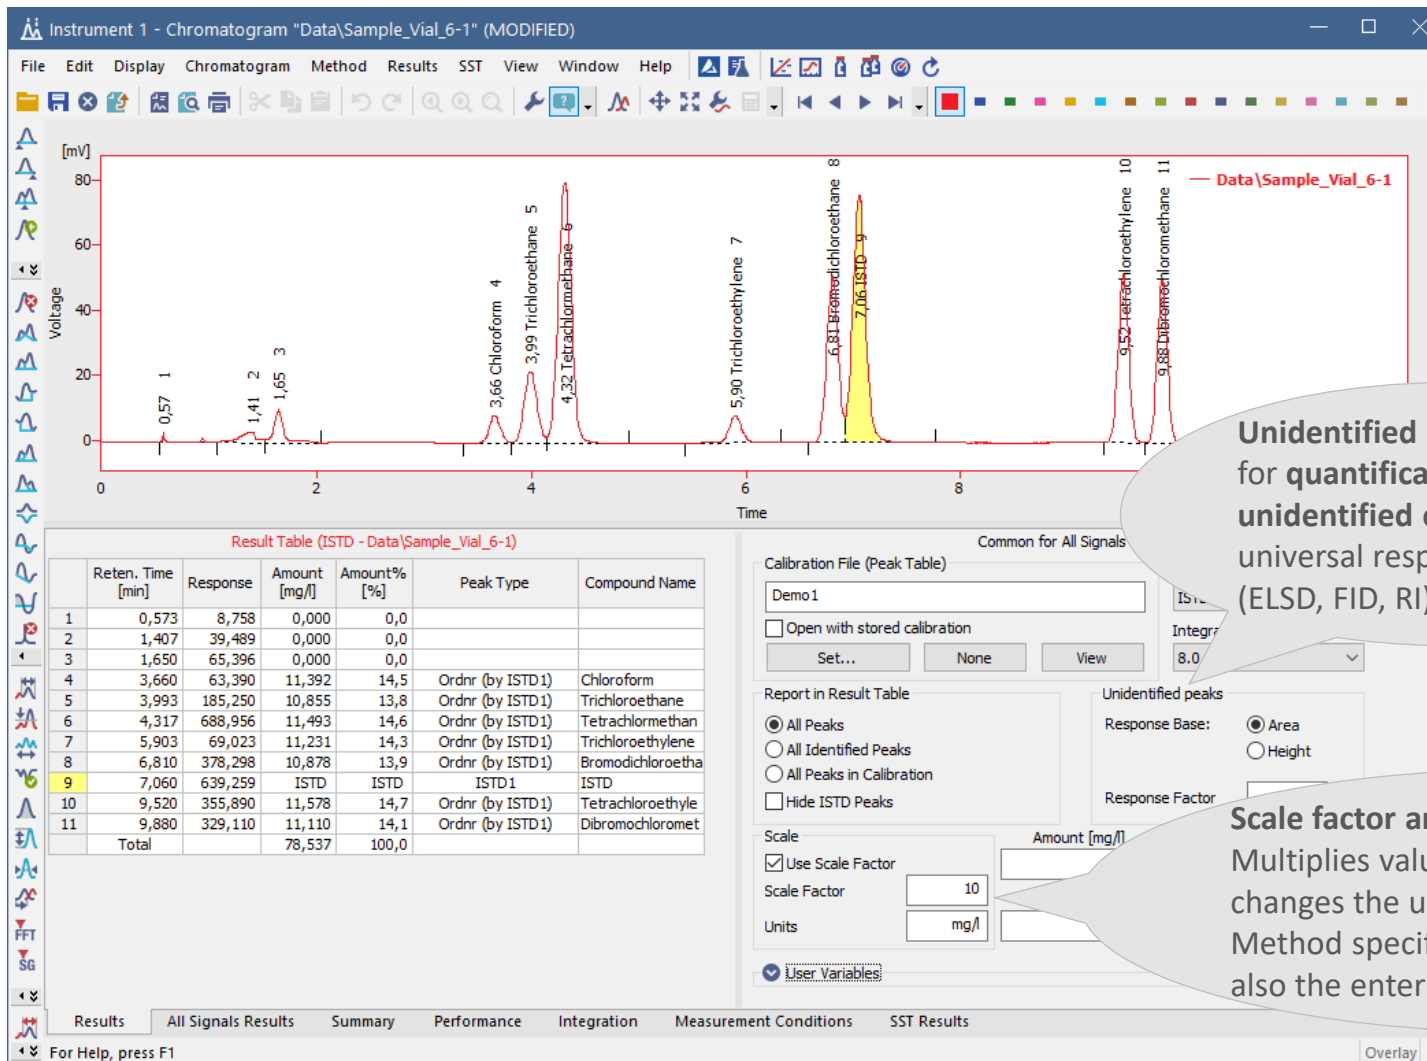 Instrument 1 - Chromatogram "Data\Sample_Vial_6-1" (MODIFIED)
File Edit Display Chromatogram Method Results SST View Window Help
[mV]
80
60
40
20
0
Voltage
0 2 4 6 8
Time
0,57 1
1,41 2
1,65 3
3,66 Chloroform 4
3,99 Trichloroethane 5
4,32 Tetrachlormethane 6
5,90 Trichloroethylene 7
6,81 Bromodichloroethane 8
7,06 ISTD 9
9,52 Tetrachloroethylene 10
9,88 Dibromochloromethane 11
Data\Sample_Vial_6-1
FFT
SG
Result Table (ISTD - Data\Sample_Vial_6-1)
Reten. Time [min] Response Amount [mg/l] Amount% [%] Peak Type Compound Name
1 0,573 8,758 0,000 0,0
2 1,407 39,489 0,000 0,0
3 1,650 65,396 0,000 0,0
4 3,660 63,390 11,392 14,5 Ordnr (by ISTD1) Chloroform
5 3,993 185,250 10,855 13,8 Ordnr (by ISTD1) Trichloroethane
6 4,317 688,956 11,493 14,6 Ordnr (by ISTD1) Tetrachlormethan
7 5,903 69,023 11,231 14,3 Ordnr (by ISTD1) Trichloroethylene
8 6,810 378,298 10,878 13,9 Ordnr (by ISTD1) Bromodichloroetha
9 7,060 639,259 ISTD ISTD ISTD1 ISTD
10 9,520 355,890 11,578 14,7 Ordnr (by ISTD1) Tetrachloroethyle
11 9,880 329,110 11,110 14,1 Ordnr (by ISTD1) Dibromochloromet
Total 78,537 100,0
Common for All Signals
Calibration File (Peak Table)
Demo1
Open with stored calibration
Set... None View
8.0
Report in Result Table
All Peaks
All Identified Peaks
All Peaks in Calibration
Hide ISTD Peaks
Unidentified peaks
Response Base: Area
Height
Response Factor
Scale
Use Scale Factor
Scale Factor 10
Units mg/l
Amount [mg/l]
User Variables
Unidentified
for quantifica
unidentified
universal resp
(ELSD, FID, RI)
Scale factor
Multiplies valu
changes the u
Method specif
also the enter
Results All Signals Results Summary Performance Integration Measurement Conditions SST Results
For Help, press F1
Overlay